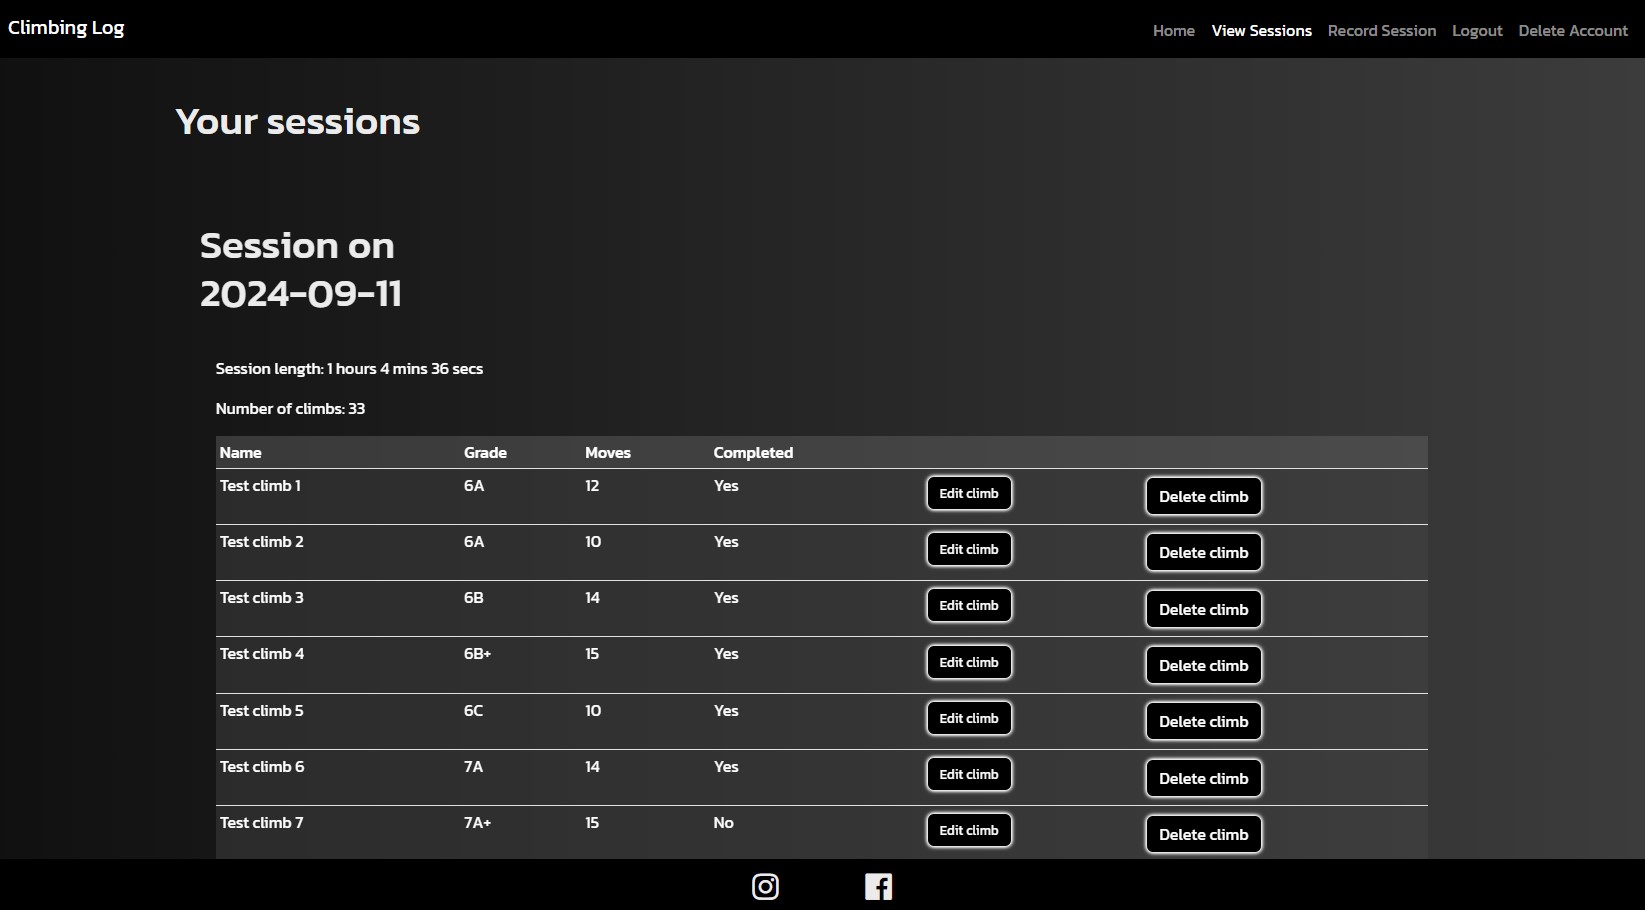 Climbing Log
Home View Sessions Record Session Logout Delete Account
Your sessions
Session on
2024-09-11
Session length: 1 hours 4 mins 36 secs
Number of climbs: 33
Name Grade Moves Completed
Test climb 1 6A 12 Yes Edit climb Delete climb
Test climb 2 6A 10 Yes Edit climb Delete climb
Test climb 3 6B 14 Yes Edit climb Delete climb
Test climb 4 6B+ 15 Yes Edit climb Delete climb
Test climb 5 6C 10 Yes Edit climb Delete climb
Test climb 6 7A 14 Yes Edit climb Delete climb
Test climb 7 7A+ 15 No Edit climb Delete climb